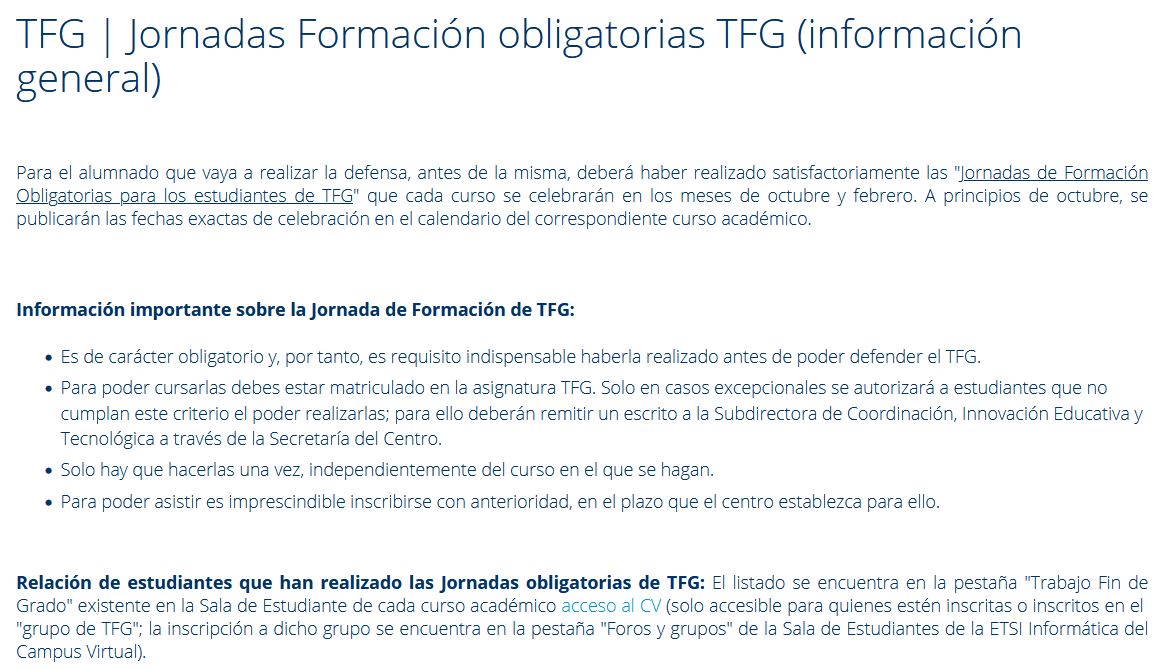 TFG | Jornadas Formación obligatorias TFG (información
general)
Para el alumnado que vaya a realizar la defensa, antes de la misma, deberá haber realizado satisfactoriamente las "Jornadas de Formación
Obligatorias para los estudiantes de TFG" que cada curso se celebrarán en los meses de octubre y febrero. A principios de octubre, se
publicarán las fechas exactas de celebración en el calendario del correspondiente curso académico.
Información importante sobre la Jornada de Formación de TFG:
• Es de carácter obligatorio y, por tanto, es requisito indispensable haberla realizado antes de poder defender el TFG.
• Para poder cursarlas debes estar matriculado en la asignatura TFG. Solo en casos excepcionales se autorizará a estudiantes que no
cumplan este criterio el poder realizarlas; para ello deberán remitir un escrito a la Subdirectora de Coordinación, Innovación Educativa y
Tecnológica a través de la Secretaría del Centro.
• Solo hay que hacerlas una vez, independientemente del curso en el que se hagan.
• Para poder asistir es imprescindible inscribirse con anterioridad, en el plazo que el centro establezca para ello.
Relación de estudiantes que han realizado las Jornadas obligatorias de TFG: El listado se encuentra en la pestaña "Trabajo Fin de
Grado" existente en la Sala de Estudiante de cada curso académico acceso al CV (solo accesible para quienes estén inscritas o inscritos en el
"grupo de TFG"; la inscripción a dicho grupo se encuentra en la pestaña "Foros y grupos" de la Sala de Estudiantes de la ETSI Informática del
Campus Virtual).